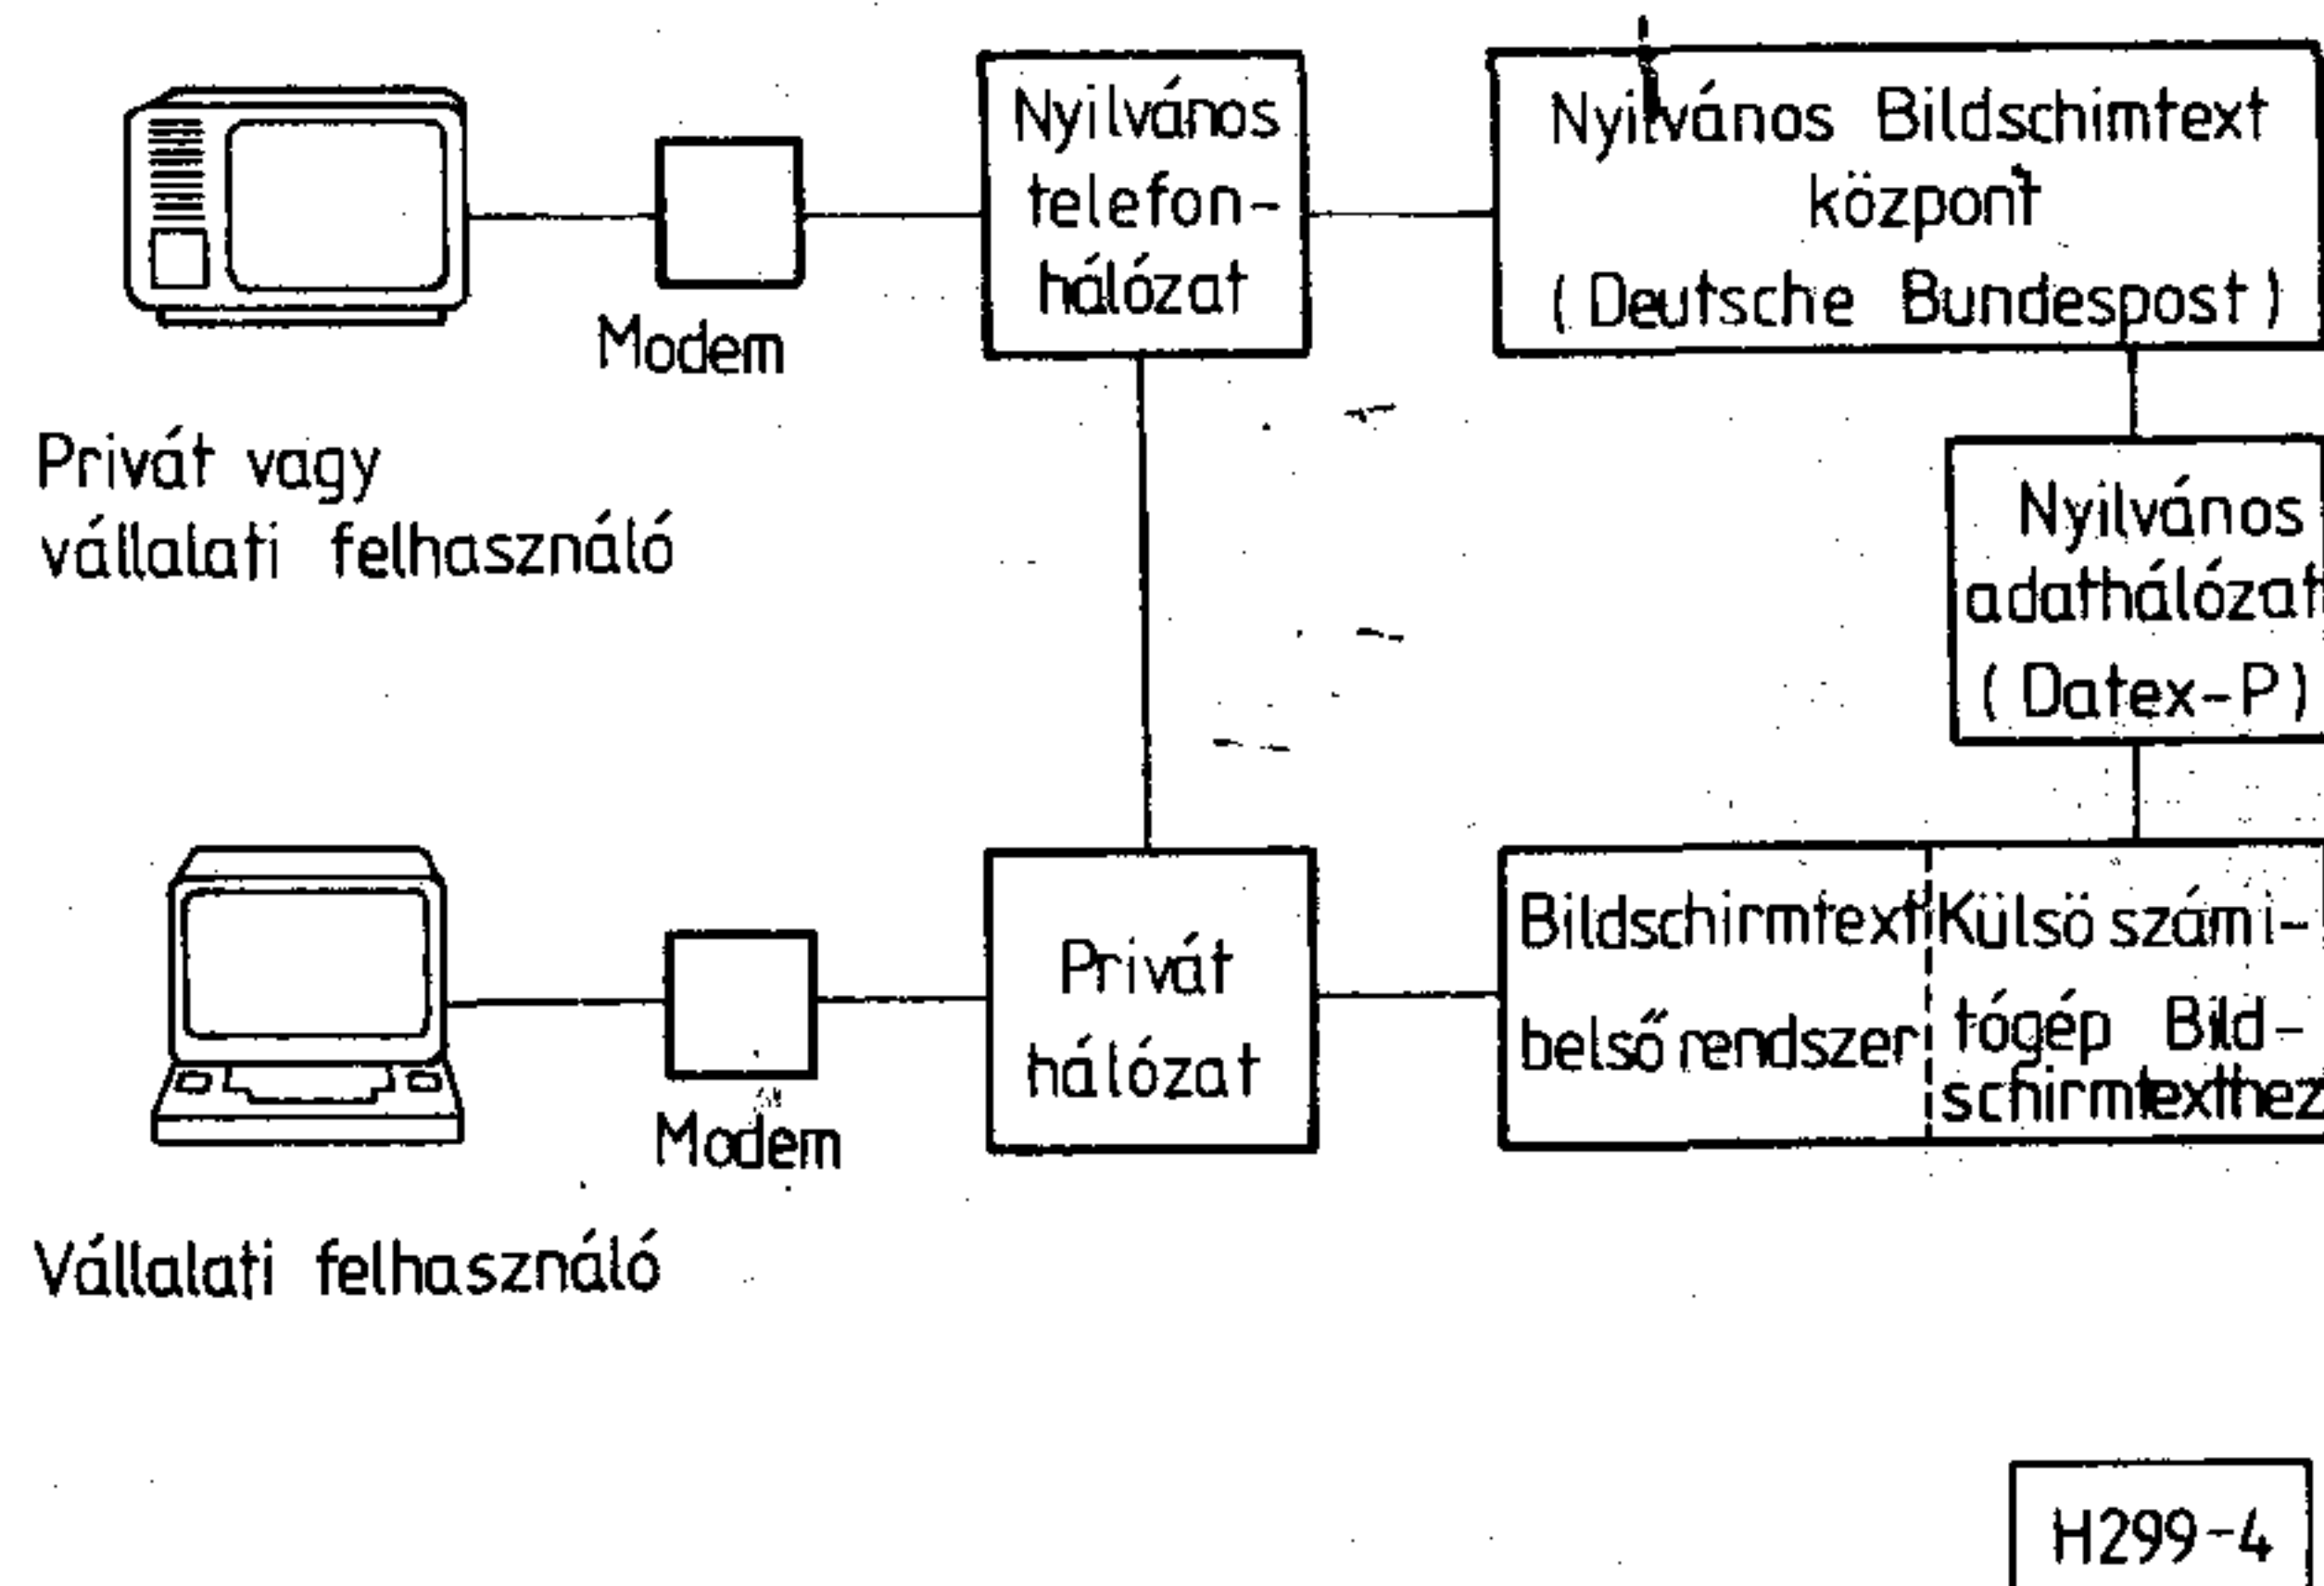 Nyilvános
telefon-
hálózat
Nyilvános Bildschimtext
központ
(Deutsche Bundespost)
Modem
Privát vagy
vállalati felhasználó
Nyilvános
adathálózat
(Datex-P)
Privát
hálózat
Bildschirmtext
belső rendszer
Külsö számi-
tógép Bild-
schirmtexthez
Modem
Vállalati felhasználó
H299-4